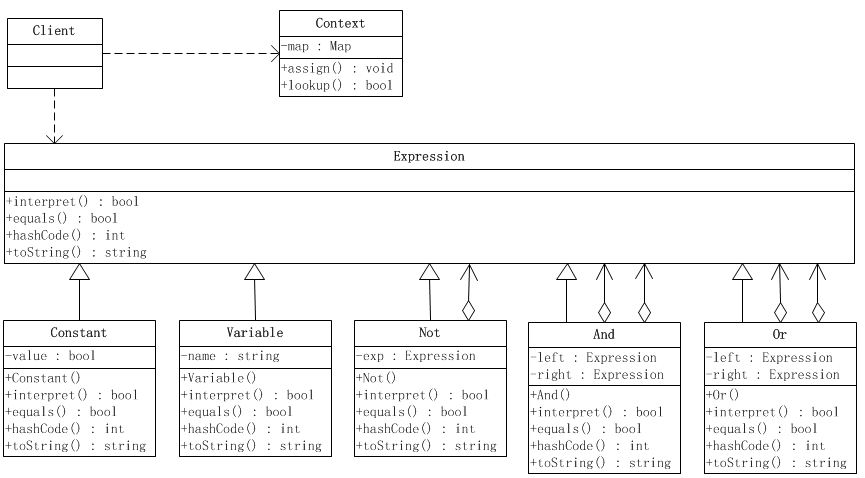 Client
Context
-map : Map
+assign() : void
+lookup() : bool
Expression
+interpret() : bool
+equals() : bool
+hashCode() : int
+toString() : string
Constant
-value : bool
+Constant()
+interpret() : bool
+equals() : bool
+hashCode() : int
+toString() : string
Variable
-name : string
+Variable()
+interpret() : bool
+equals() : bool
+hashCode() : int
+toString() : string
Not
-exp : Expression
+Not()
+interpret() : bool
+equals() : bool
+hashCode() : int
+toString() : string
And
-left : Expression
-right : Expression
+And()
+interpret() : bool
+equals() : bool
+hashCode() : int
+toString() : string
Or
-left : Expression
-right : Expression
+Or()
+interpret() : bool
+equals() : bool
+hashCode() : int
+toString() : string